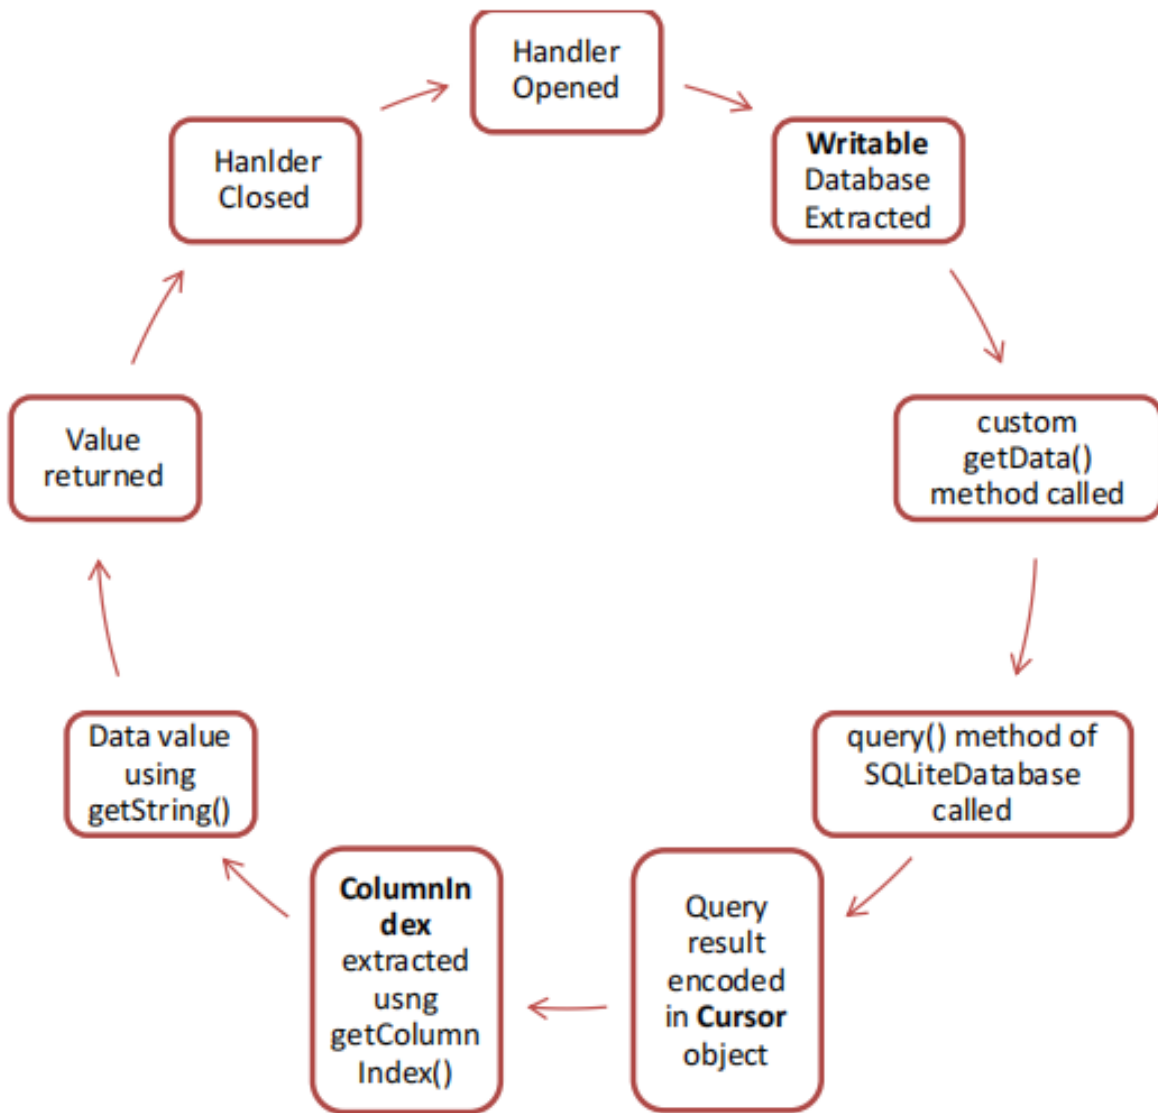 Handler
Opened
Writable
Database
Extracted
custom
getData()
method called
query() method of
SQLiteDatabase
called
Query
result
encoded
in Cursor
object
ColumnIn
dex
extracted
usng
getColumn
Index()
Data value
using
getString()
Value
returned
Hanlder
Closed